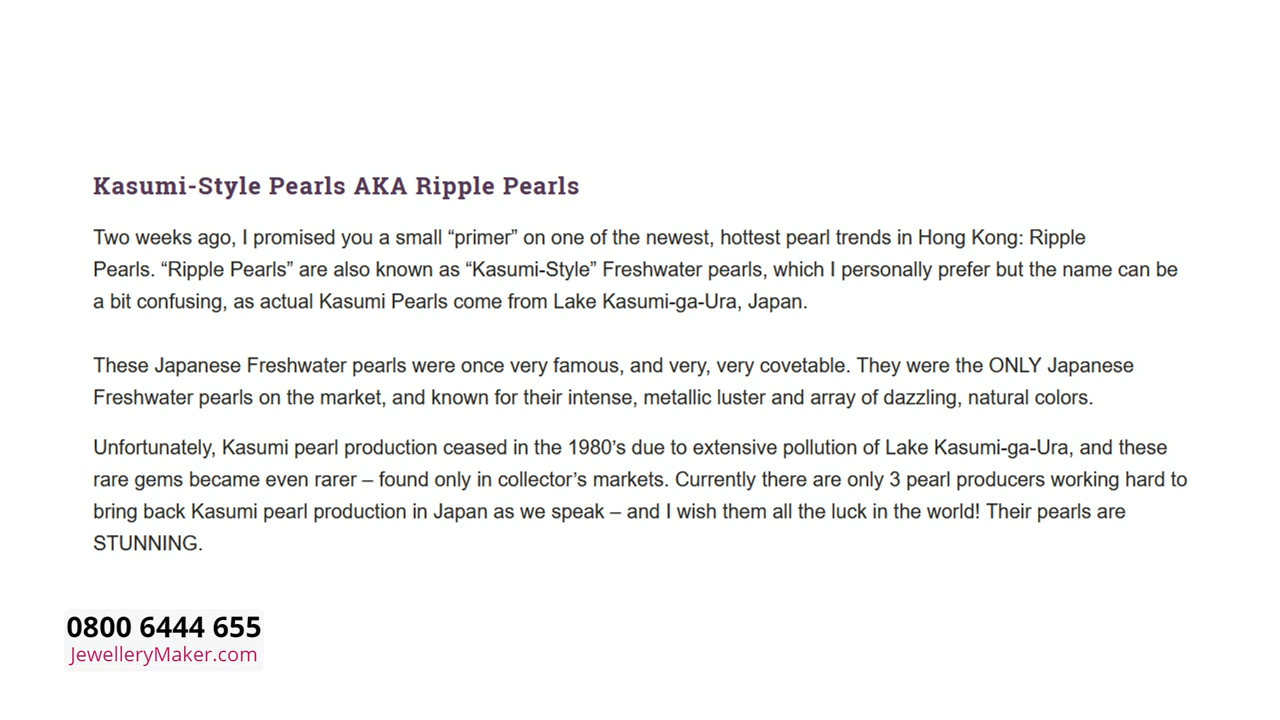 Kasumi-Style Pearls AKA Ripple Pearls
Two weeks ago, I promised you a small “primer” on one of the newest, hottest pearl trends in Hong Kong: Ripple
Pearls. “Ripple Pearls” are also known as “Kasumi-Style” Freshwater pearls, which I personally prefer but the name can be
a bit confusing, as actual Kasumi Pearls come from Lake Kasumi-ga-Ura, Japan.
These Japanese Freshwater pearls were once very famous, and very, very covetable. They were the ONLY Japanese
Freshwater pearls on the market, and known for their intense, metallic luster and array of dazzling, natural colors.
Unfortunately, Kasumi pearl production ceased in the 1980’s due to extensive pollution of Lake Kasumi-ga-Ura, and these
rare gems became even rarer – found only in collector’s markets. Currently there are only 3 pearl producers working hard to
bring back Kasumi pearl production in Japan as we speak – and I wish them all the luck in the world! Their pearls are
STUNNING.
0800 6444 655
JewelleryMaker.com